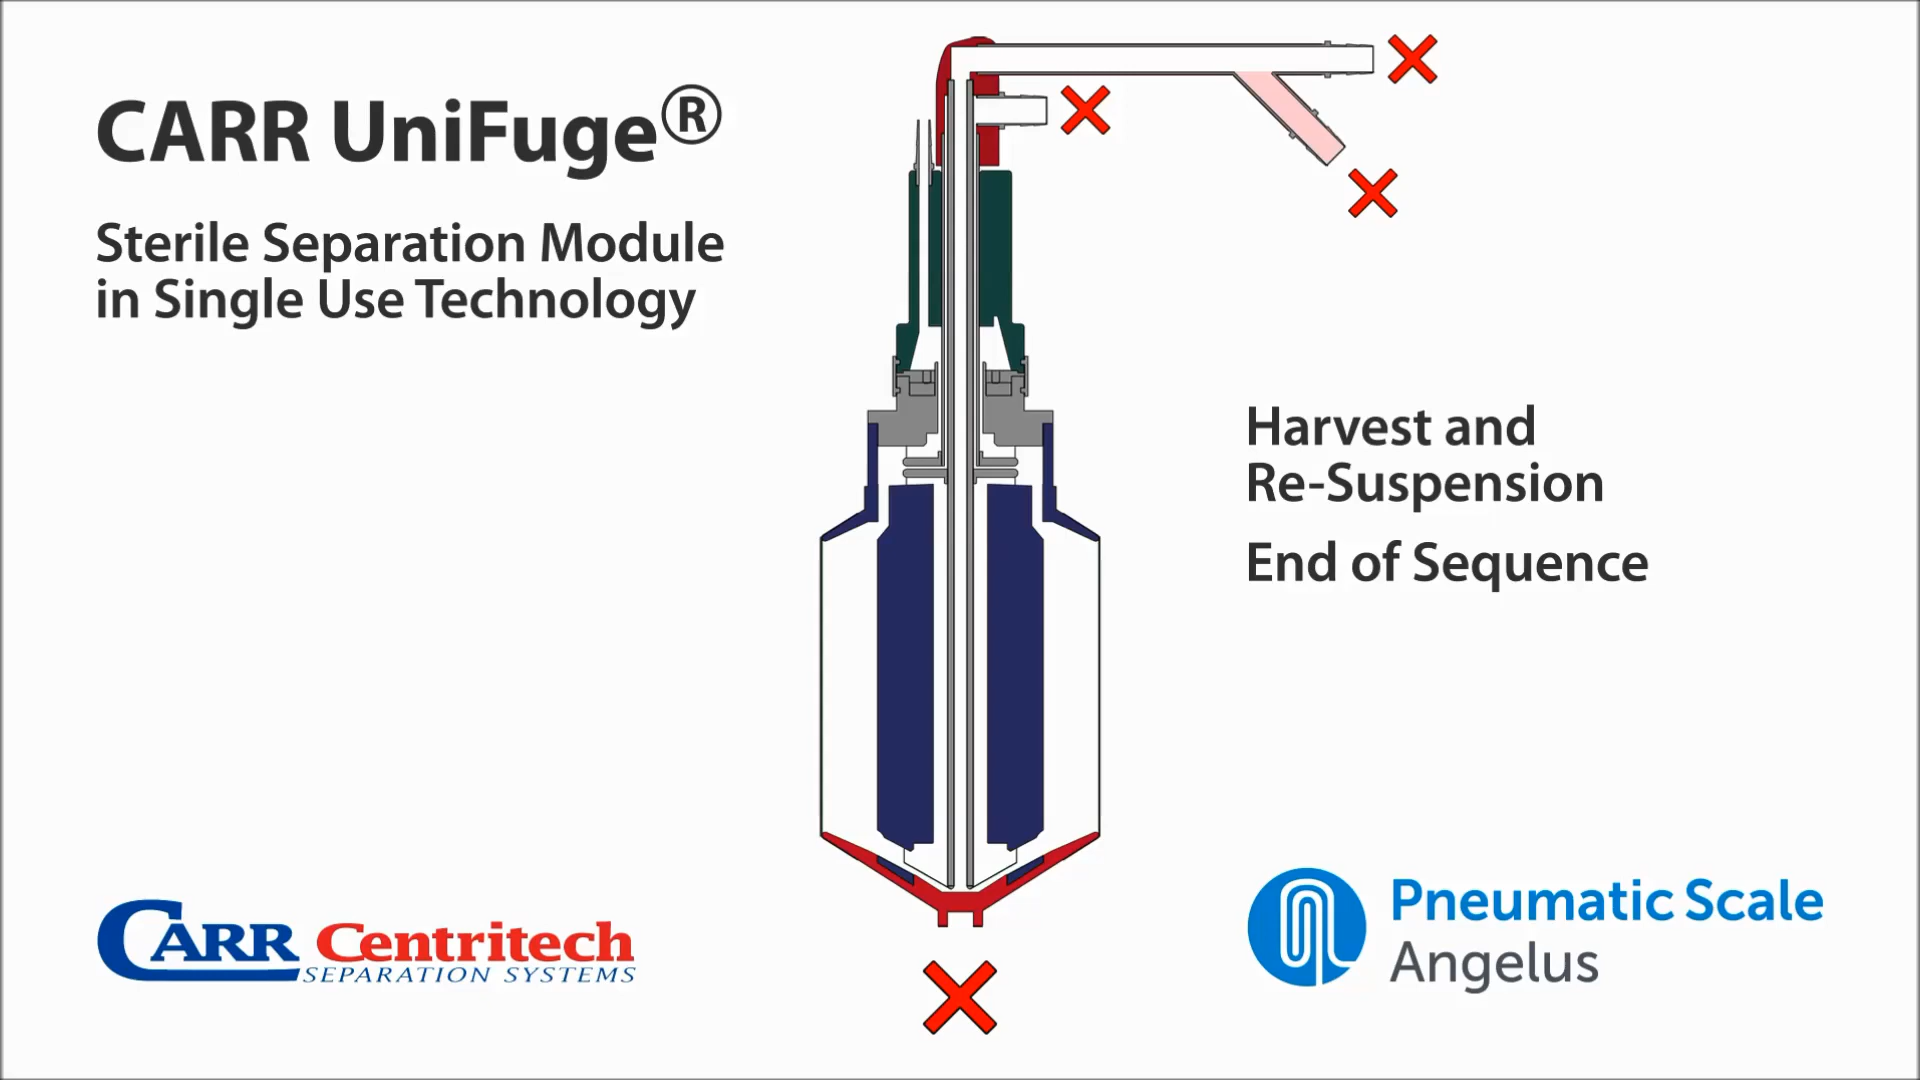 CARR UniFuge®
Sterile Separation Module
in Single Use Technology
Harvest and
Re-Suspension
End of Sequence
CARR Centritech
SEPARATION SYSTEMS
Pneumatic Scale
Angelus